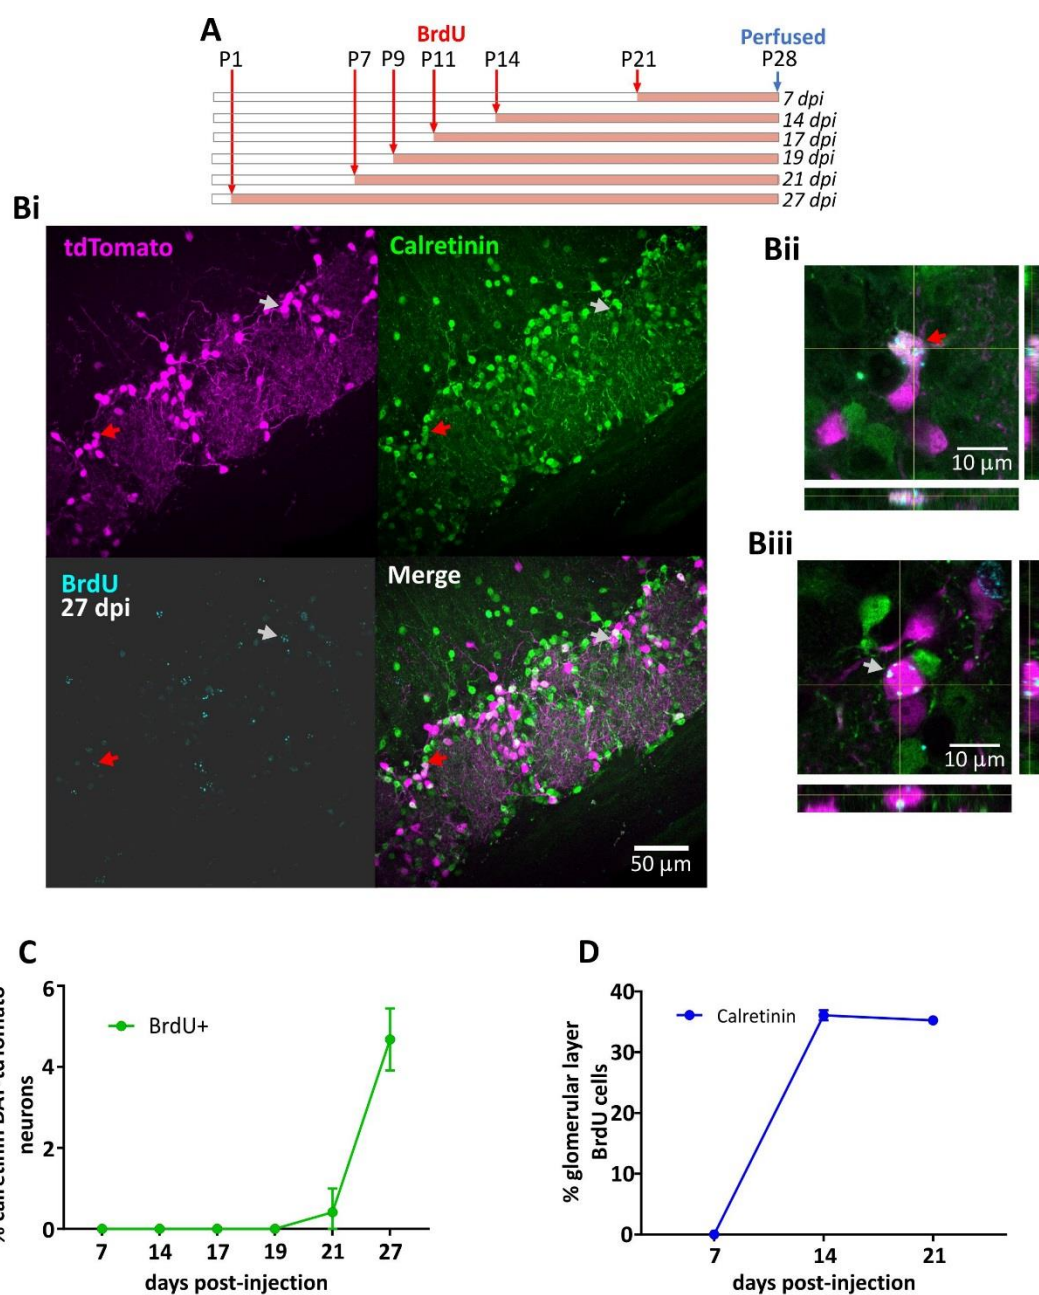 A
BrdU
Perfused
P1 P7 P9 P11 P14 P21 P28
7 dpi
14 dpi
17 dpi
19 dpi
21 dpi
27 dpi
Bi
tdTomato
Calretinin
BrdU
27 dpi
Merge
50 µm
Bii
10 µm
Biii
10 µm
C
neurons
6
4
2
0
BrdU+
7 14 17 19 21 27
days post-injection
D
% glomerular layer
BrdU cells
40
30
20
10
0
Calretinin
7 14 21
days post-injection